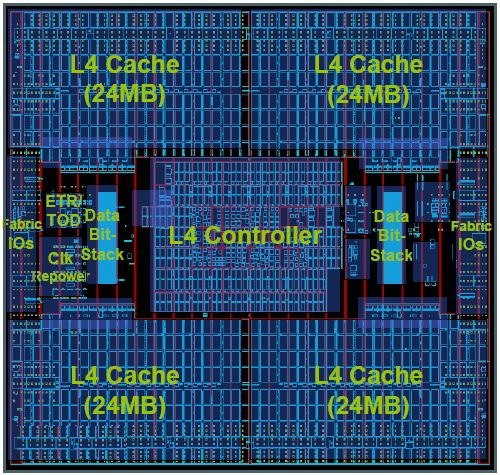 L4 Cache
(24MB)
L4 Cache
(24MB)
ETR/
TOD
Data
Bit-
Stack
Fabric
IOs
Clk
Repower
L4 Controller
Data
Bit-
Stack
Fabric
IOs
L4 Cache
(24MB)
L4 Cache
(24MB)